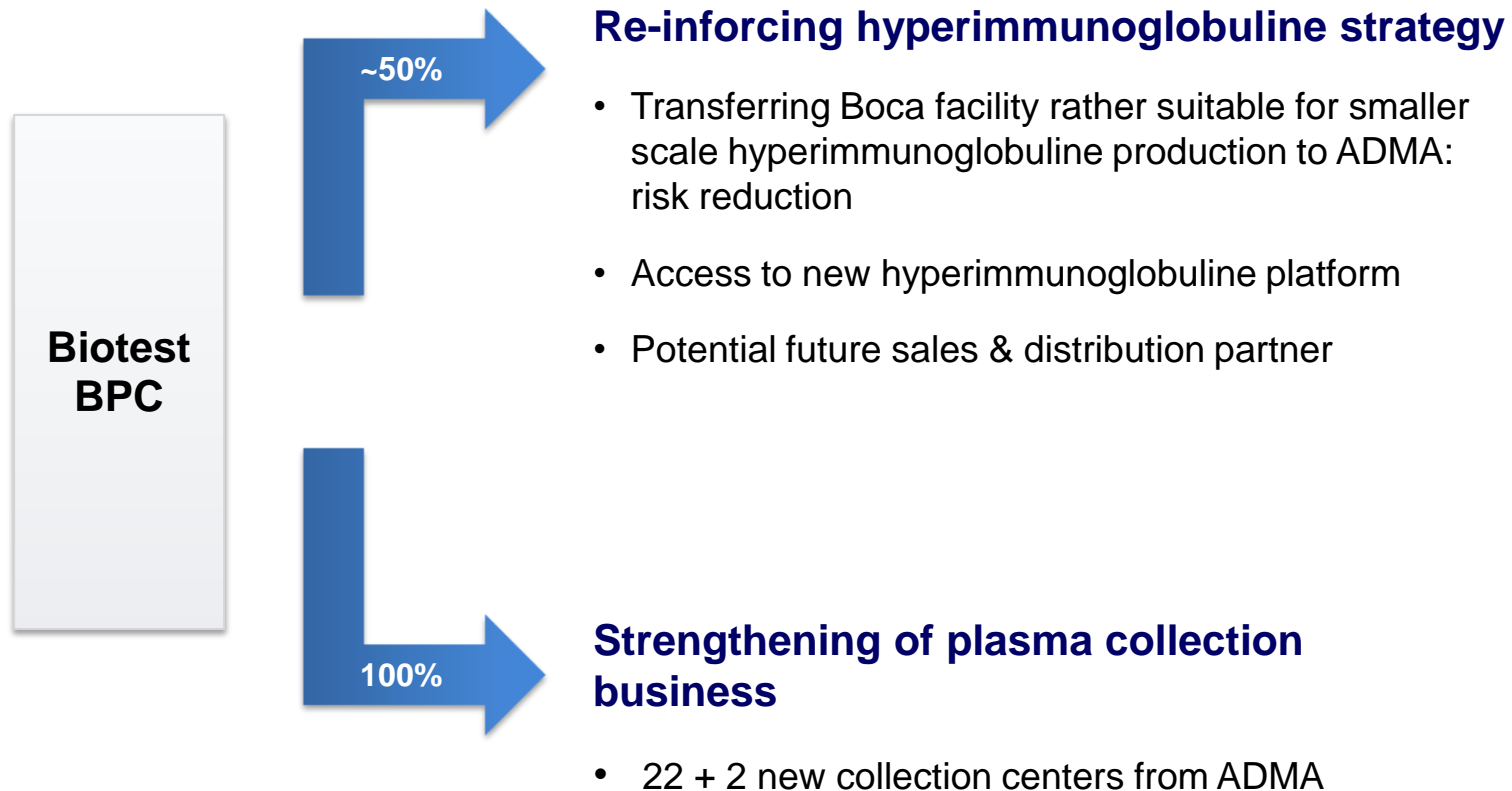 Biotest
BPC
~50%
Re-inforcing hyperimmunoglobuline strategy
• Transferring Boca facility rather suitable for smaller
scale hyperimmunoglobuline production to ADMA:
risk reduction
• Access to new hyperimmunoglobuline platform
• Potential future sales & distribution partner
100%
Strengthening of plasma collection
business
• 22 + 2 new collection centers from ADMA